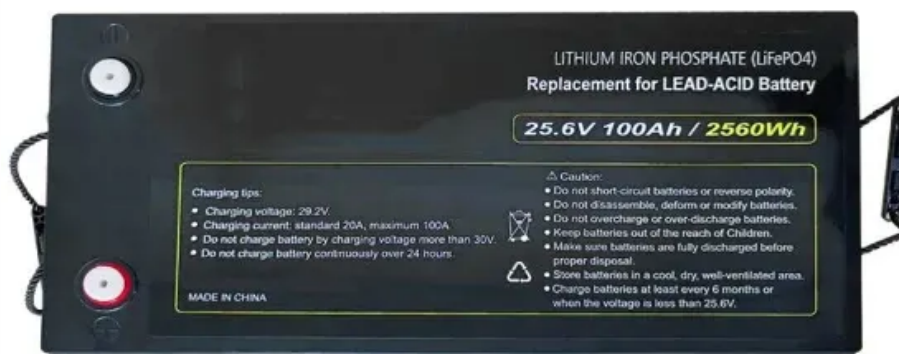 LITHIUM IRON PHOSPHATE (LiFePO4)
Replacement for LEAD-ACID Battery
25.6V 100Ah / 2560Wh
Charging tips:
• Charging voltage: 29.2V.
• Charging current: standard 20A, maximum 100A
• Do not charge battery by charging voltage more than 30V.
• Do not charge battery continuously over 24 hours.
MADE IN CHINA
⚠ Caution:
• Do not short-circuit batteries or reverse polarity.
• Do not disassemble, deform or modify batteries.
• Do not overcharge or over-discharge batteries.
• Keep batteries out of the reach of Children.
• Make sure batteries are fully discharged before
proper disposal.
• Store batteries in a cool, dry, well-ventilated area.
• Charge batteries at least every 6 months or
when the voltage is less than 25.6V.